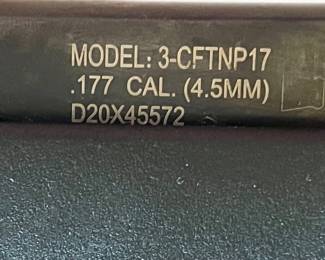 MODEL: 3-CFTNP17
.177 CAL. (4.5MM)
D20X45572